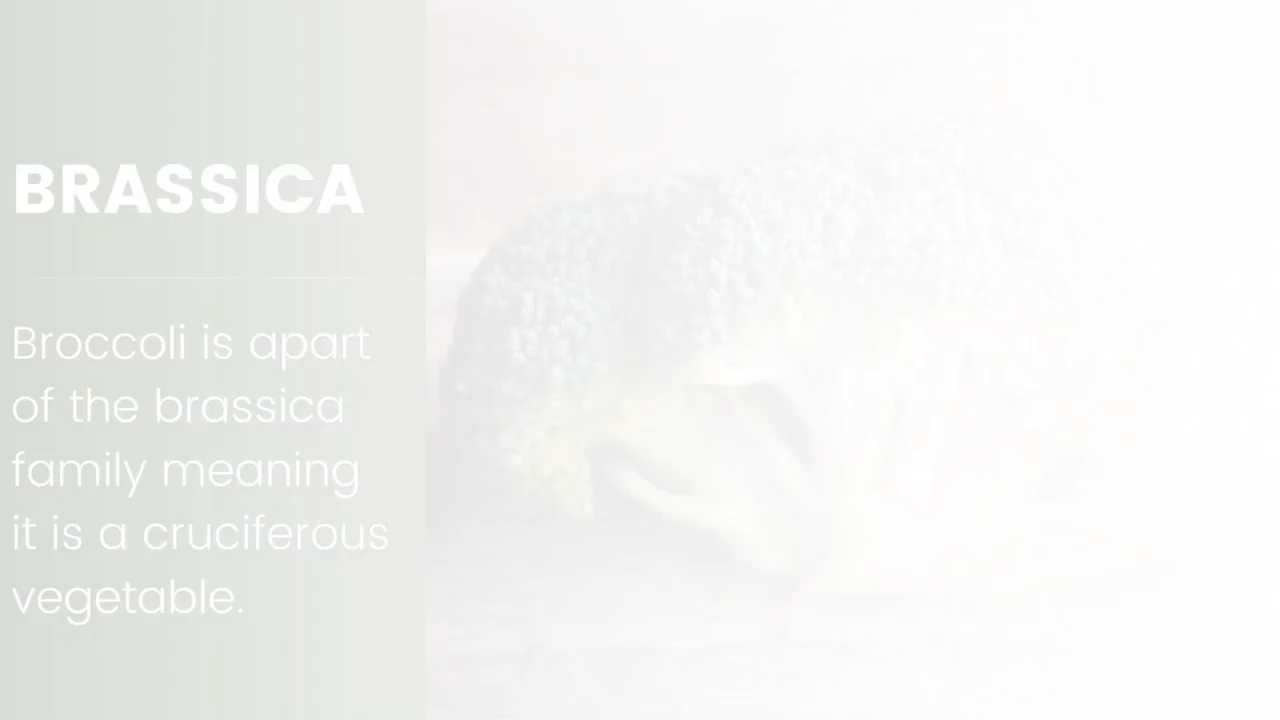 BRASSICA
Broccoli is apart
of the brassica
family meaning
it is a cruciferous
vegetable.